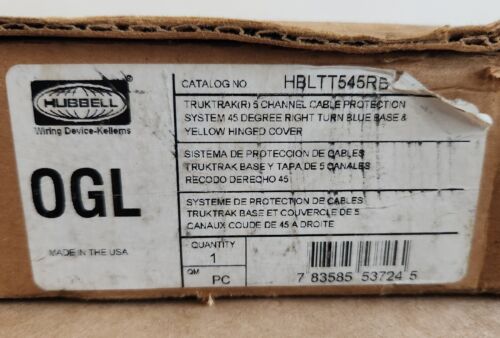 HUBBELL
®
Wiring Device-Kellems
OGL
MADE IN THE USA
CATALOG NO HBLTT545RB
TRUKTRAK(R) 5 CHANNEL CABLE PROTECTION
SYSTEM 45 DEGREE RIGHT TURN BLUE BASE &
YELLOW HINGED COVER
SISTEMA DE PROTECCION DE CABLES
TRUKTRAK BASE Y TAPA DE 5 CANALES
RECODO DERECHO 45
SYSTEME DE PROTECTION DE CABLES
TRUKTRAK BASE ET COUVERCLE DE 5
CANAUX COUDE DE 45 A DROITE
QUANTITY
1
QM
PC
7 83585 53724 5